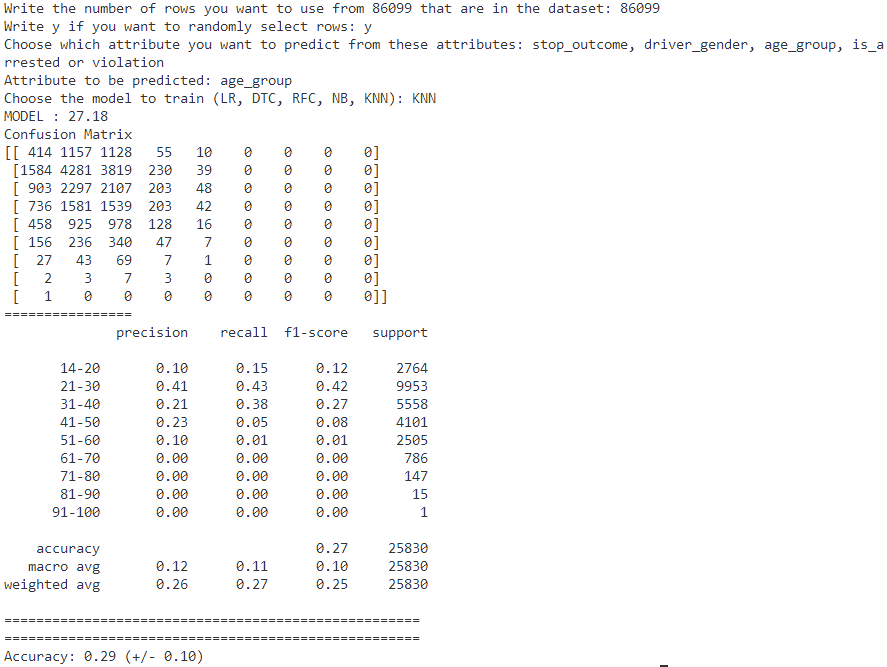 Write the number of rows you want to use from 86099 that are in the dataset: 86099
Write y if you want to randomly select rows: y
Choose which attribute you want to predict from these attributes: stop_outcome, driver_gender, age_group, is_a
rrested or violation
Attribute to be predicted: age_group
Choose the model to train (LR, DTC, RFC, NB, KNN): KNN
MODEL : 27.18
Confusion Matrix
[[ 414 1157 1128   55   10    0    0    0    0]
 [1584 4281 3819  230   39    0    0    0    0]
 [ 903 2297 2107  203   48    0    0    0    0]
 [ 736 1581 1539  203   42    0    0    0    0]
 [ 458  925  978  128   16    0    0    0    0]
 [ 156  236  340   47    7    0    0    0    0]
 [  27   43   69    7    1    0    0    0    0]
 [   2    3    7    3    0    0    0    0    0]
 [   1    0    0    0    0    0    0    0    0]]
================
              precision    recall  f1-score   support
       14-20       0.10      0.15      0.12      2764
       21-30       0.41      0.43      0.42      9953
       31-40       0.21      0.38      0.27      5558
       41-50       0.23      0.05      0.08      4101
       51-60       0.10      0.01      0.01      2505
       61-70       0.00      0.00      0.00       786
       71-80       0.00      0.00      0.00       147
       81-90       0.00      0.00      0.00        15
      91-100       0.00      0.00      0.00         1
    accuracy                           0.27     25830
   macro avg       0.12      0.11      0.10     25830
weighted avg       0.26      0.27      0.25     25830
====================================================
====================================================
Accuracy: 0.29 (+/- 0.10)